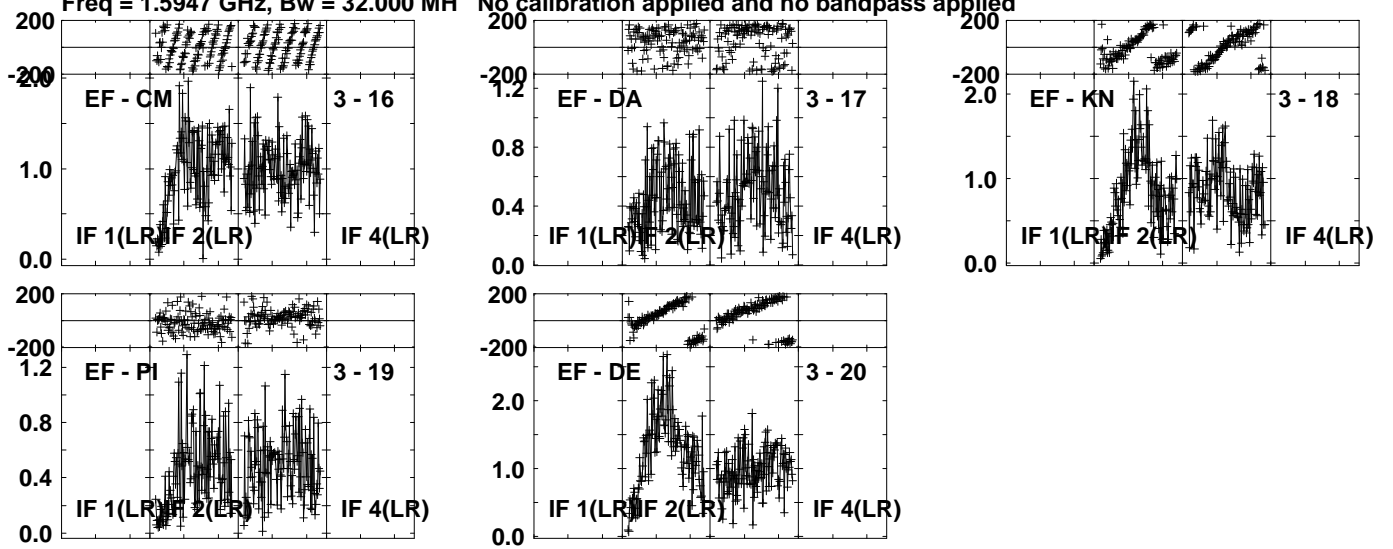 Freq = 1.5947 GHz, Bw = 32.000 MH No calibration applied and no bandpass applied
200
-200
2.0
1.0
0.0
EF - CM
3 - 16
IF 1(LR)
IF 2(LR)
IF 4(LR)
200
-200
1.2
0.8
0.4
0.0
EF - DA
3 - 17
IF 1(LR)
IF 2(LR)
IF 4(LR)
200
-200
2.0
1.0
0.0
EF - KN
3 - 18
IF 1(LR)
IF 2(LR)
IF 4(LR)
200
-200
1.2
0.8
0.4
0.0
EF - PI
3 - 19
IF 1(LR)
IF 2(LR)
IF 4(LR)
200
-200
2.0
1.0
0.0
EF - DE
3 - 20
IF 1(LR)
IF 2(LR)
IF 4(LR)